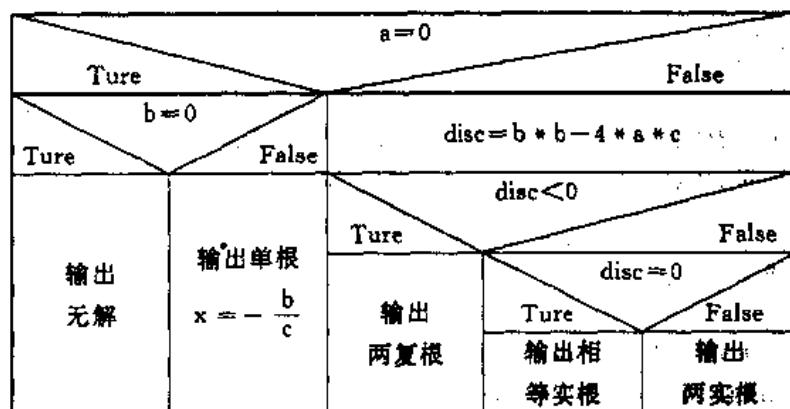 a=0
Ture
False
b=0
disc=b*b-4*a*c
Ture
False
disc<0
输出
无解
输出单根
x=-b/c
Ture
False
disc=0
输出
两复根
Ture
False
输出相
等实根
输出
两实根